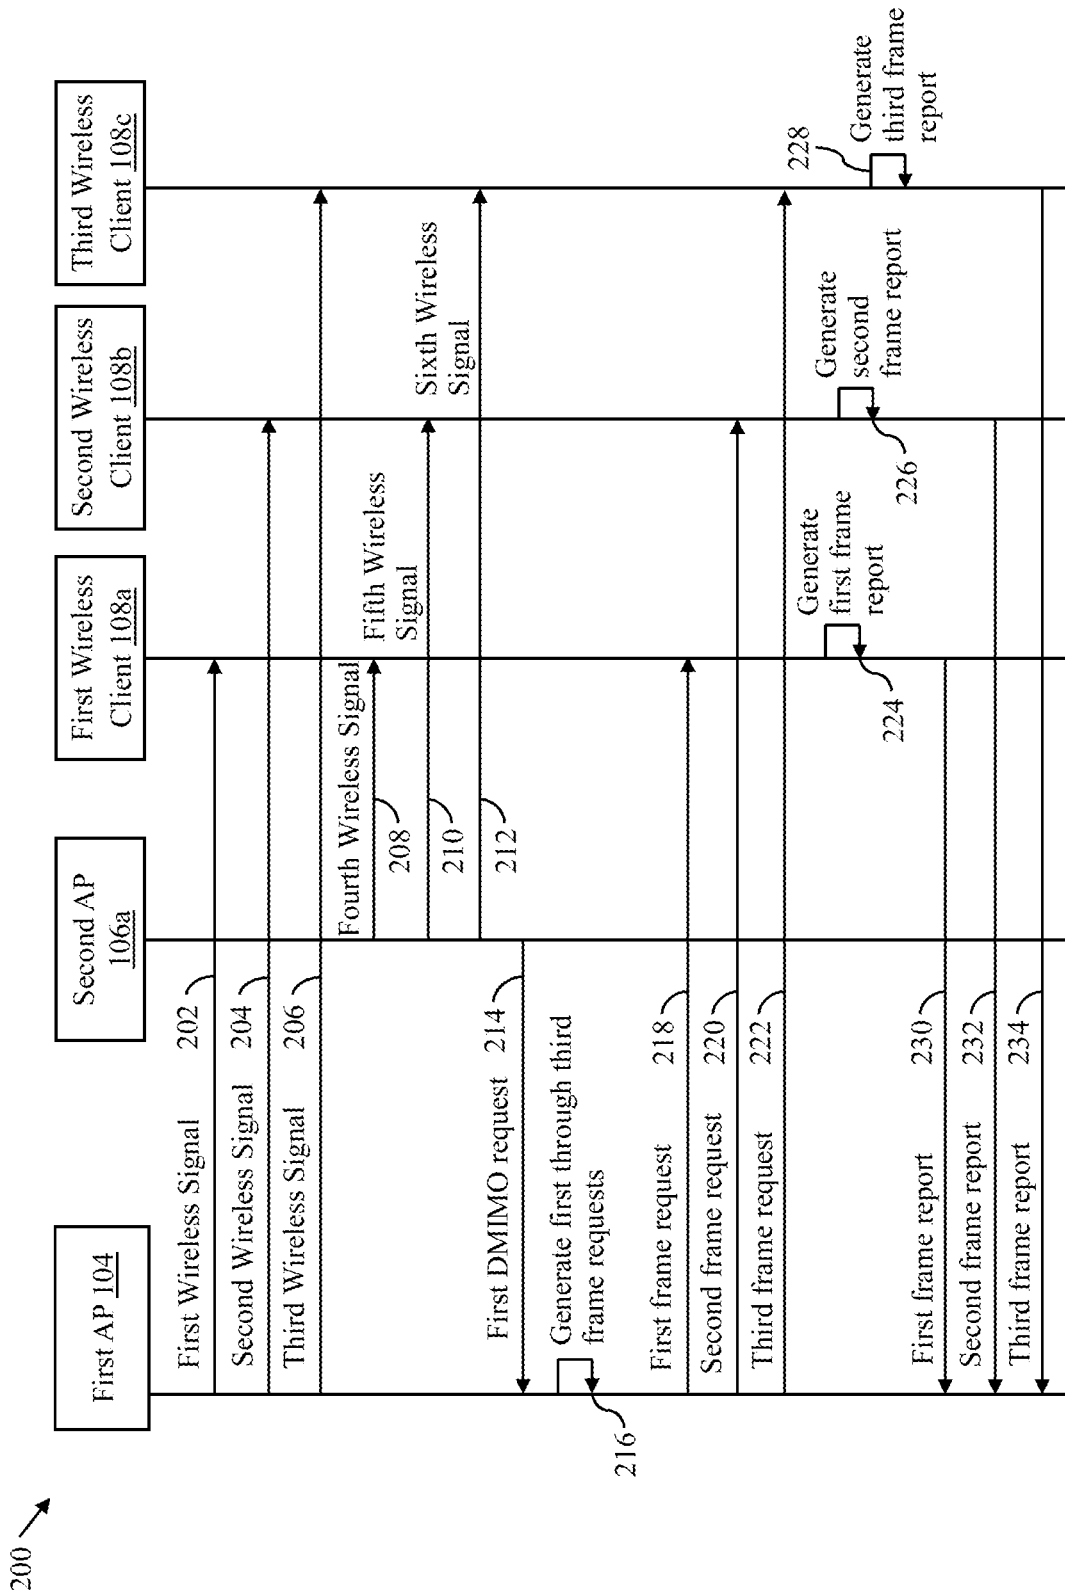 200
First AP 104
Second AP
106a
First Wireless
Client 108a
Second Wireless
Client 108b
Third Wireless
Client 108c
First Wireless Signal
202
Second Wireless Signal
204
Third Wireless Signal
206
Fourth Wireless Signal
208
Fifth Wireless
Signal
210
Sixth Wireless
Signal
212
First DMIMO request
214
Generate first through third
frame requests
216
First frame request
218
Second frame request
220
Third frame request
222
Generate
first frame
report
224
Generate
second
frame report
226
Generate
third frame
report
228
First frame report
230
Second frame report
232
Third frame report
234